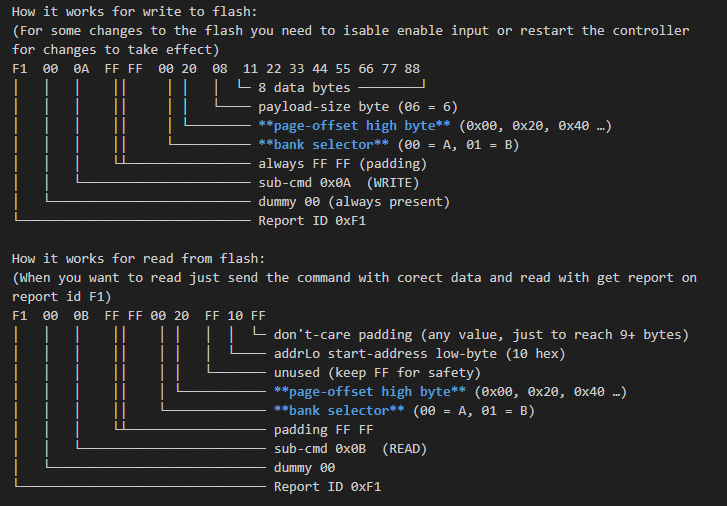 How it works for write to flash:
(For some changes to the flash you need to isable enable input or restart the controller
for changes to take effect)
F1 00 0A FF FF 00 20 08 11 22 33 44 55 66 77 88
8 data bytes
payload-size byte (06 = 6)
**page-offset high byte** (0x00, 0x20, 0x40 …)
**bank selector** (00 = A, 01 = B)
always FF FF (padding)
sub-cmd 0x0A (WRITE)
dummy 00 (always present)
Report ID 0xF1
How it works for read from flash:
(When you want to read just send the command with corect data and read with get report on
report id F1)
F1 00 0B FF FF 00 20 FF 10 FF
don't-care padding (any value, just to reach 9+ bytes)
addrLo start-address low-byte (10 hex)
unused (keep FF for safety)
**page-offset high byte** (0x00, 0x20, 0x40 …)
**bank selector** (00 = A, 01 = B)
padding FF FF
sub-cmd 0x0B (READ)
dummy 00
Report ID 0xF1